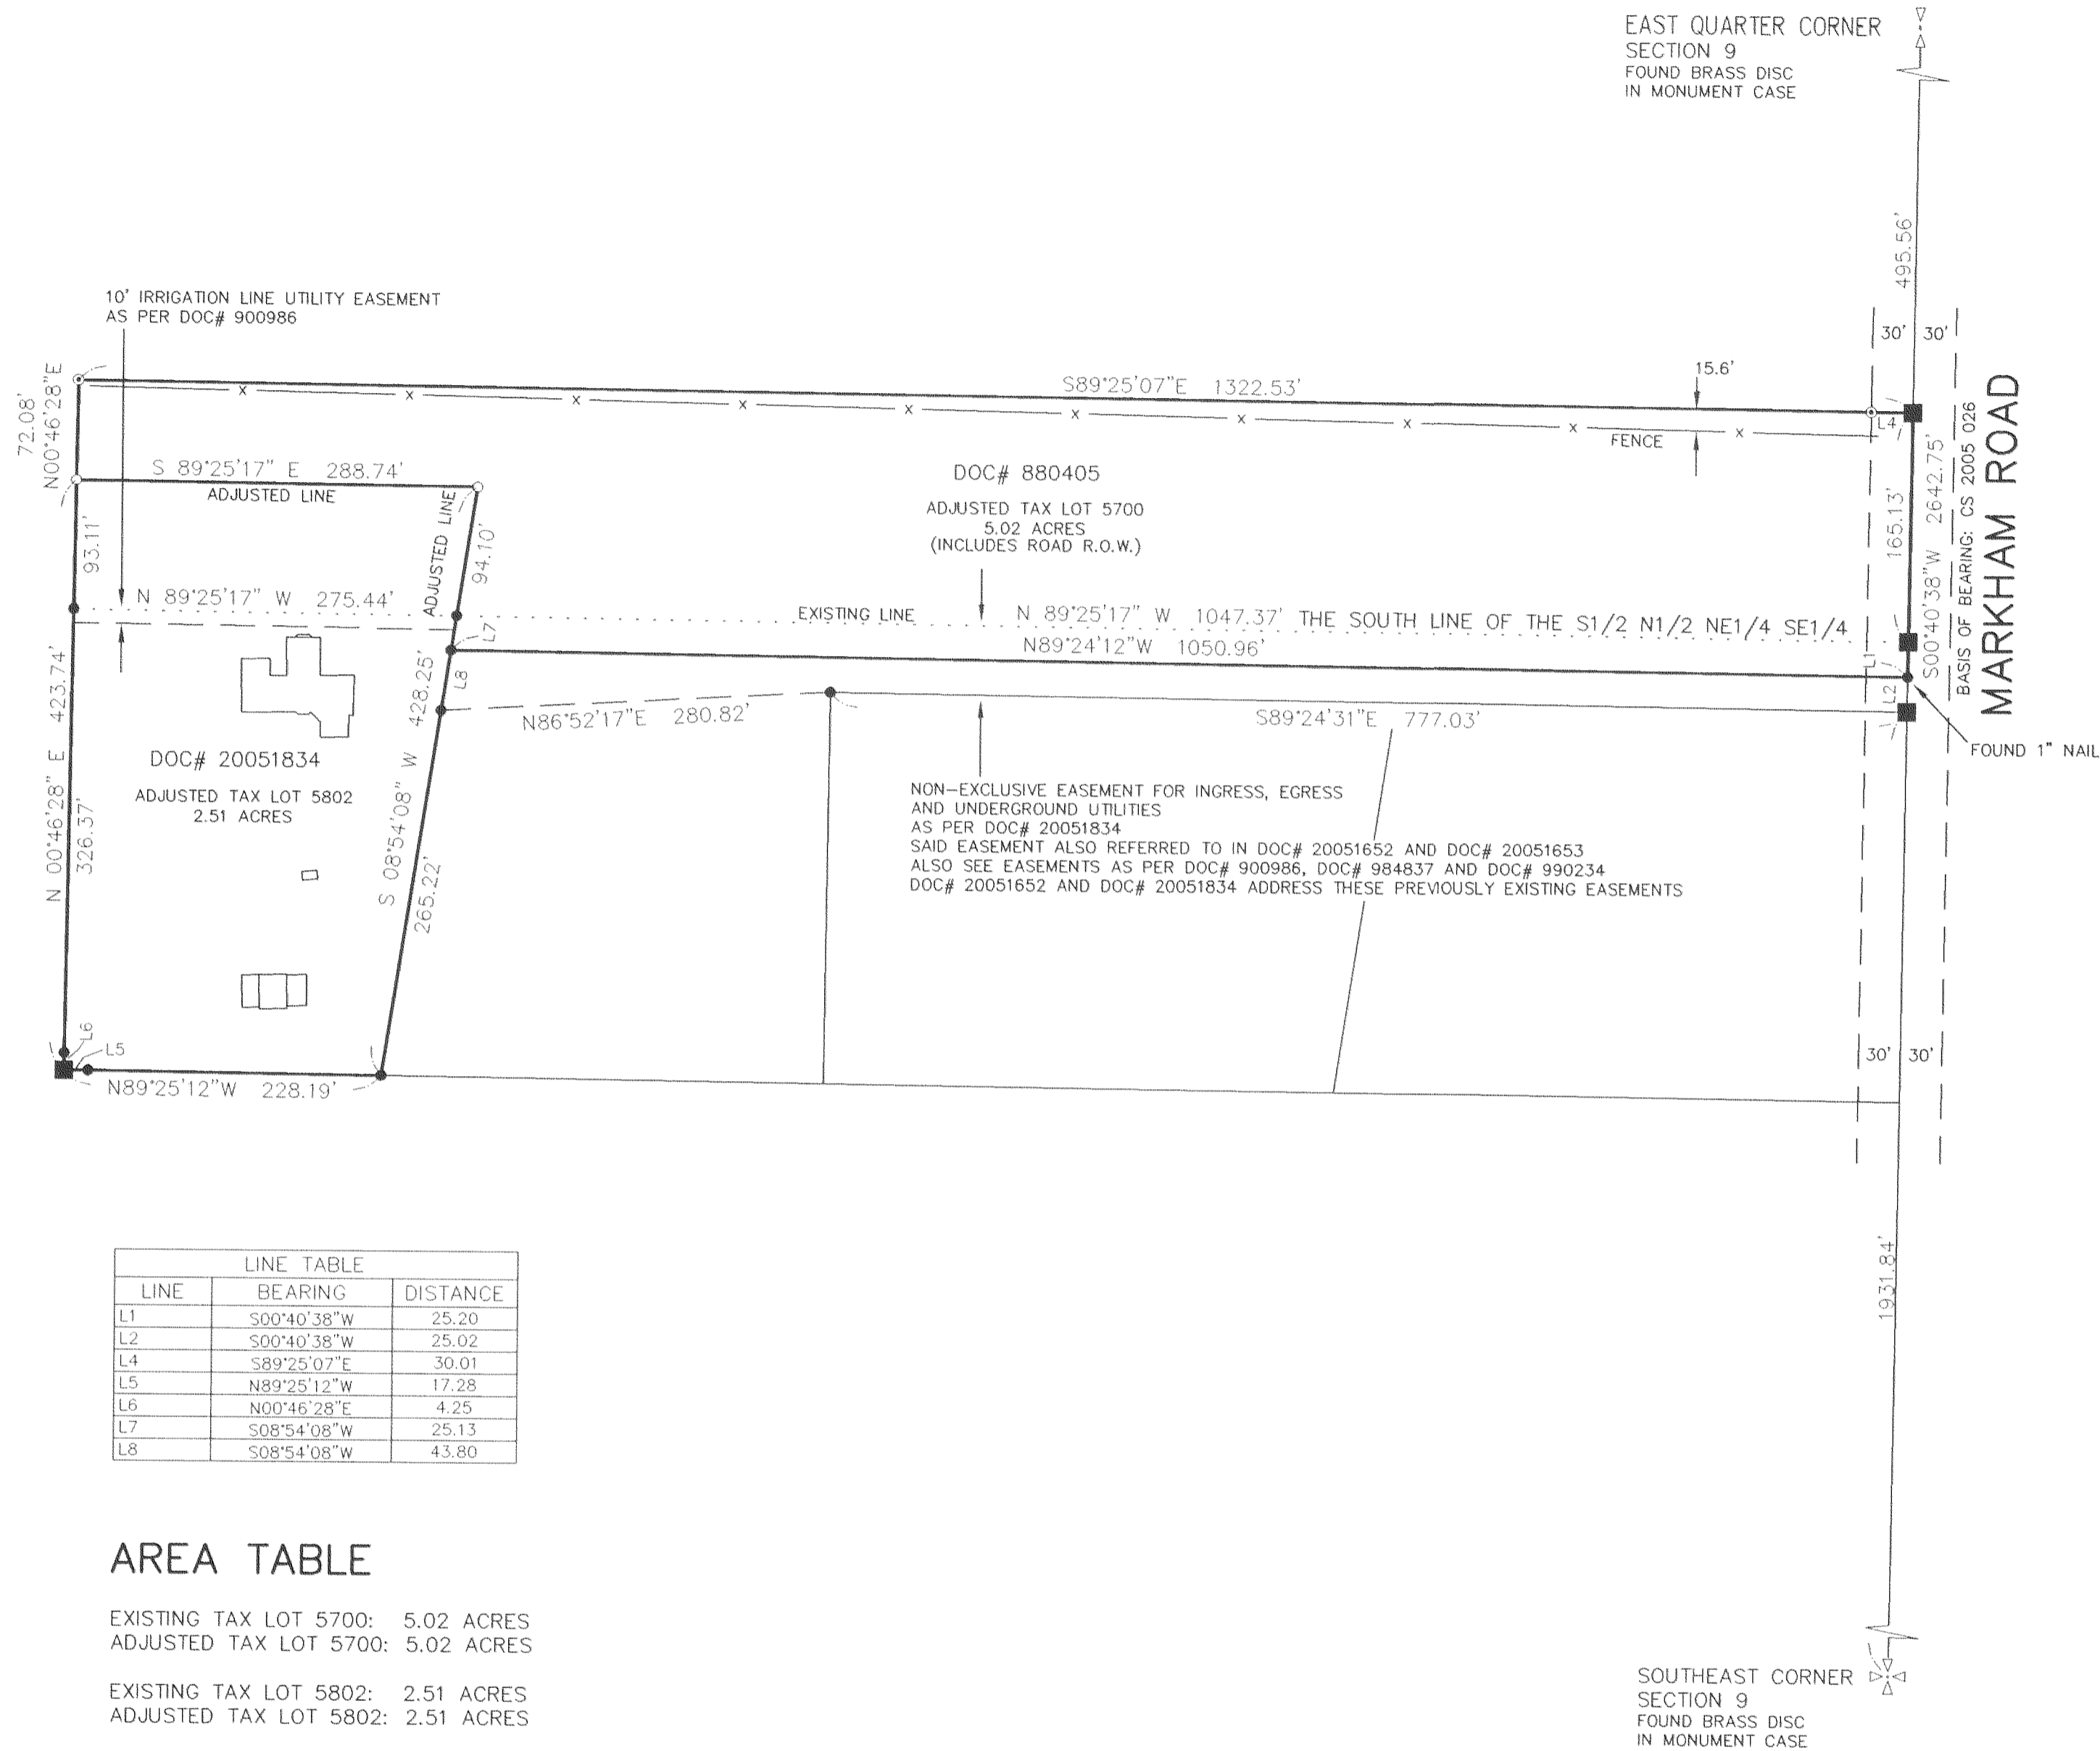 EAST QUARTER CORNER
SECTION 9
FOUND BRASS DISC
IN MONUMENT CASE
495.56'
10' IRRIGATION LINE UTILITY EASEMENT
AS PER DOC# 900986
30' 30'
15.6'
72.08'
N00°46'28"E
S89°25'07"E 1322.53'
X X X X X X X X X X
FENCE
L4
S 89°25'17" E 288.74'
ADJUSTED LINE
DOC# 880405
ADJUSTED TAX LOT 5700
5.02 ACRES
(INCLUDES ROAD R.O.W.)
93.11'
ADJUSTED LINE
94.10'
165.13'
S00°40'38"W 2642.75'
BASIS OF BEARING: CS 2005 026
MARKHAM ROAD
N 89°25'17" W 275.44'
EXISTING LINE
N 89°25'17" W 1047.37' THE SOUTH LINE OF THE S1/2 N1/2 NE1/4 SE1/4
N89°24'12"W 1050.96'
L7
L8
L1
L2
N86°52'17"E 280.82'
S89°24'31"E 777.03'
FOUND 1" NAIL
N 00°46'28" E 423.74'
326.37'
DOC# 20051834
ADJUSTED TAX LOT 5802
2.51 ACRES
S 08°54'08" W 428.25'
265.22'
NON-EXCLUSIVE EASEMENT FOR INGRESS, EGRESS
AND UNDERGROUND UTILITIES
AS PER DOC# 20051834
SAID EASEMENT ALSO REFERRED TO IN DOC# 20051652 AND DOC# 20051653
ALSO SEE EASEMENTS AS PER DOC# 900986, DOC# 984837 AND DOC# 990234
DOC# 20051652 AND DOC# 20051834 ADDRESS THESE PREVIOUSLY EXISTING EASEMENTS
L6
L5
N89°25'12"W 228.19'
30' 30'
1931.84'
LINE TABLE
LINE BEARING DISTANCE
L1 S00°40'38"W 25.20
L2 S00°40'38"W 25.02
L4 S89°25'07"E 30.01
L5 N89°25'12"W 17.28
L6 N00°46'28"E 4.25
L7 S08°54'08"W 25.13
L8 S08°54'08"W 43.80
AREA TABLE
EXISTING TAX LOT 5700: 5.02 ACRES
ADJUSTED TAX LOT 5700: 5.02 ACRES
EXISTING TAX LOT 5802: 2.51 ACRES
ADJUSTED TAX LOT 5802: 2.51 ACRES
SOUTHEAST CORNER
SECTION 9
FOUND BRASS DISC
IN MONUMENT CASE